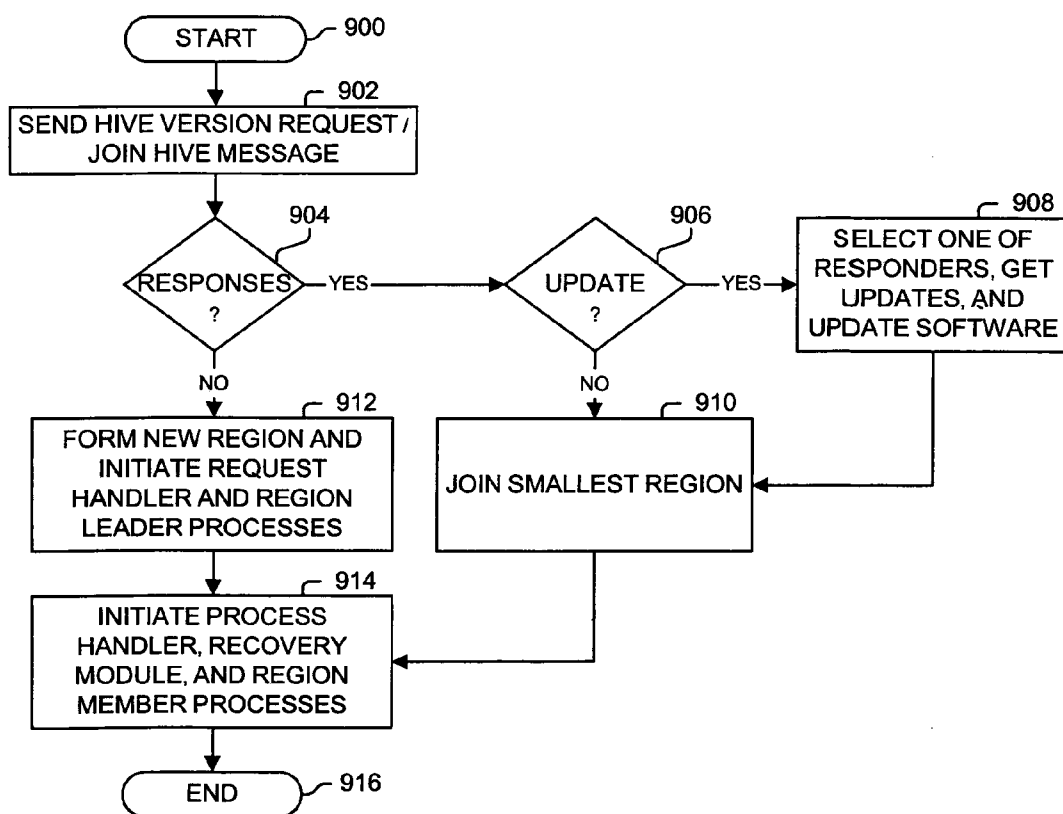 START
900
902
SEND HIVE VERSION REQUEST /
JOIN HIVE MESSAGE
904
RESPONSES
?
YES
906
UPDATE
?
YES
908
SELECT ONE OF
RESPONDERS, GET
UPDATES, AND
UPDATE SOFTWARE
NO
NO
912
FORM NEW REGION AND
INITIATE REQUEST
HANDLER AND REGION
LEADER PROCESSES
910
JOIN SMALLEST REGION
914
INITIATE PROCESS
HANDLER, RECOVERY
MODULE, AND REGION
MEMBER PROCESSES
END
916